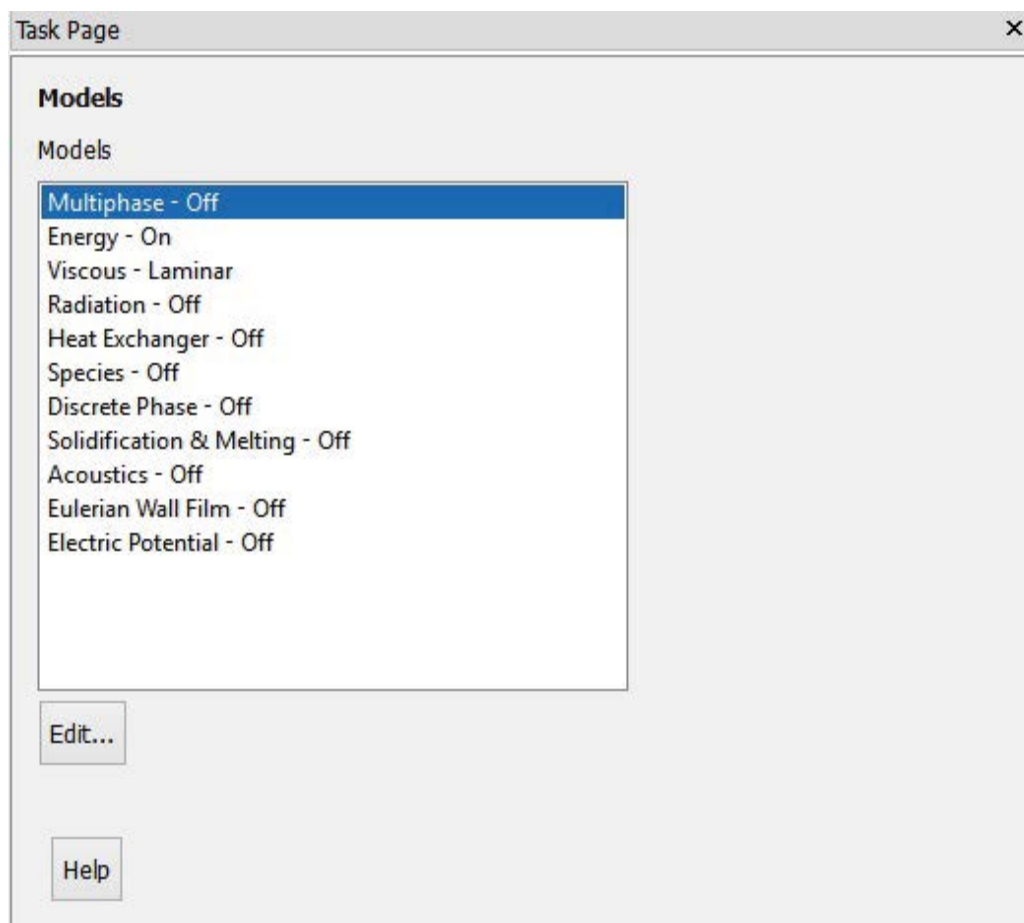 Task Page
Models
Models
Multiphase - Off
Energy - On
Viscous - Laminar
Radiation - Off
Heat Exchanger - Off
Species - Off
Discrete Phase - Off
Solidification & Melting - Off
Acoustics - Off
Eulerian Wall Film - Off
Electric Potential - Off
Edit...
Help